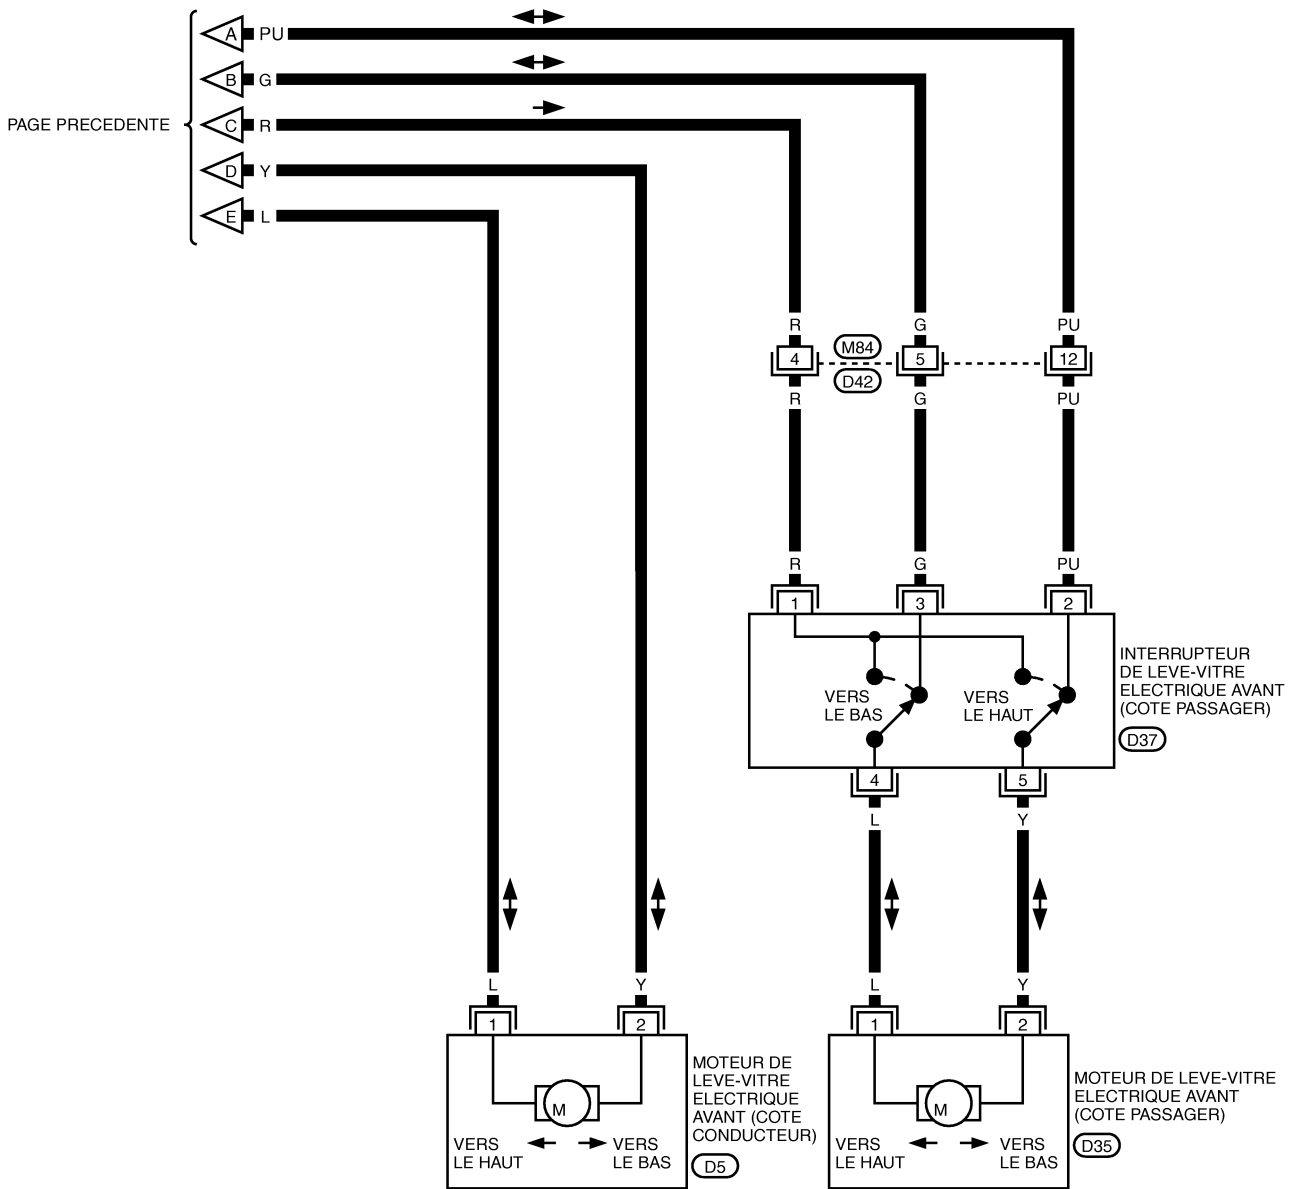 A PU
B G
PAGE PRECEDENTE
C R
D Y
E L
R G PU
M84
4 5 12
D42
R G PU
R G PU
1 3 2
INTERRUPTEUR
DE LEVE-VITRE
ELECTRIQUE AVANT
(COTE PASSAGER)
VERS
LE BAS
VERS
LE HAUT
D37
4 5
L Y
L Y L Y
1 2 1 2
MOTEUR DE
LEVE-VITRE
ELECTRIQUE
AVANT (COTE
CONDUCTEUR)
D5
M
VERS
LE HAUT
VERS
LE BAS
MOTEUR DE LEVE-VITRE
ELECTRIQUE AVANT
(COTE PASSAGER)
D35
M
VERS
LE HAUT
VERS
LE BAS